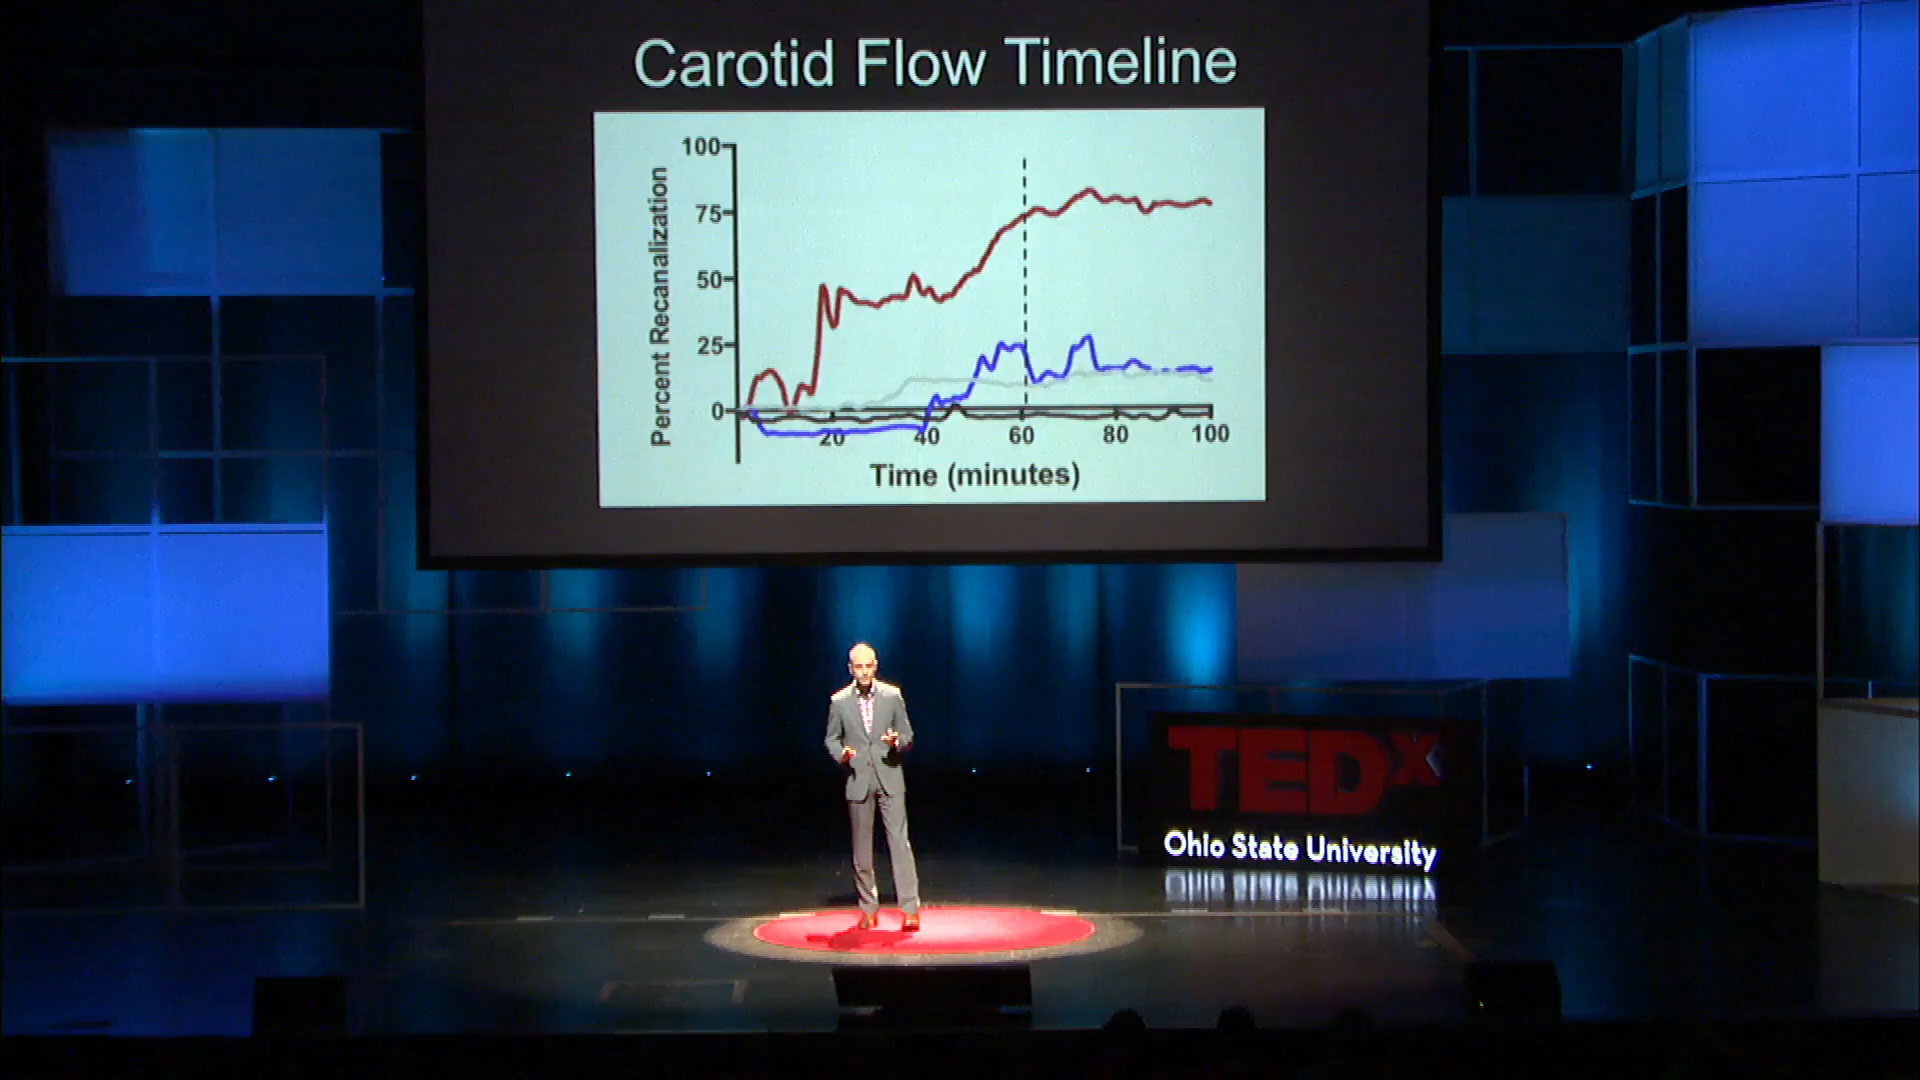 Carotid Flow Timeline
100
75
50
25
0
Percent Recanalization
20 40 60 80 100
Time (minutes)
TEDx
Ohio State University